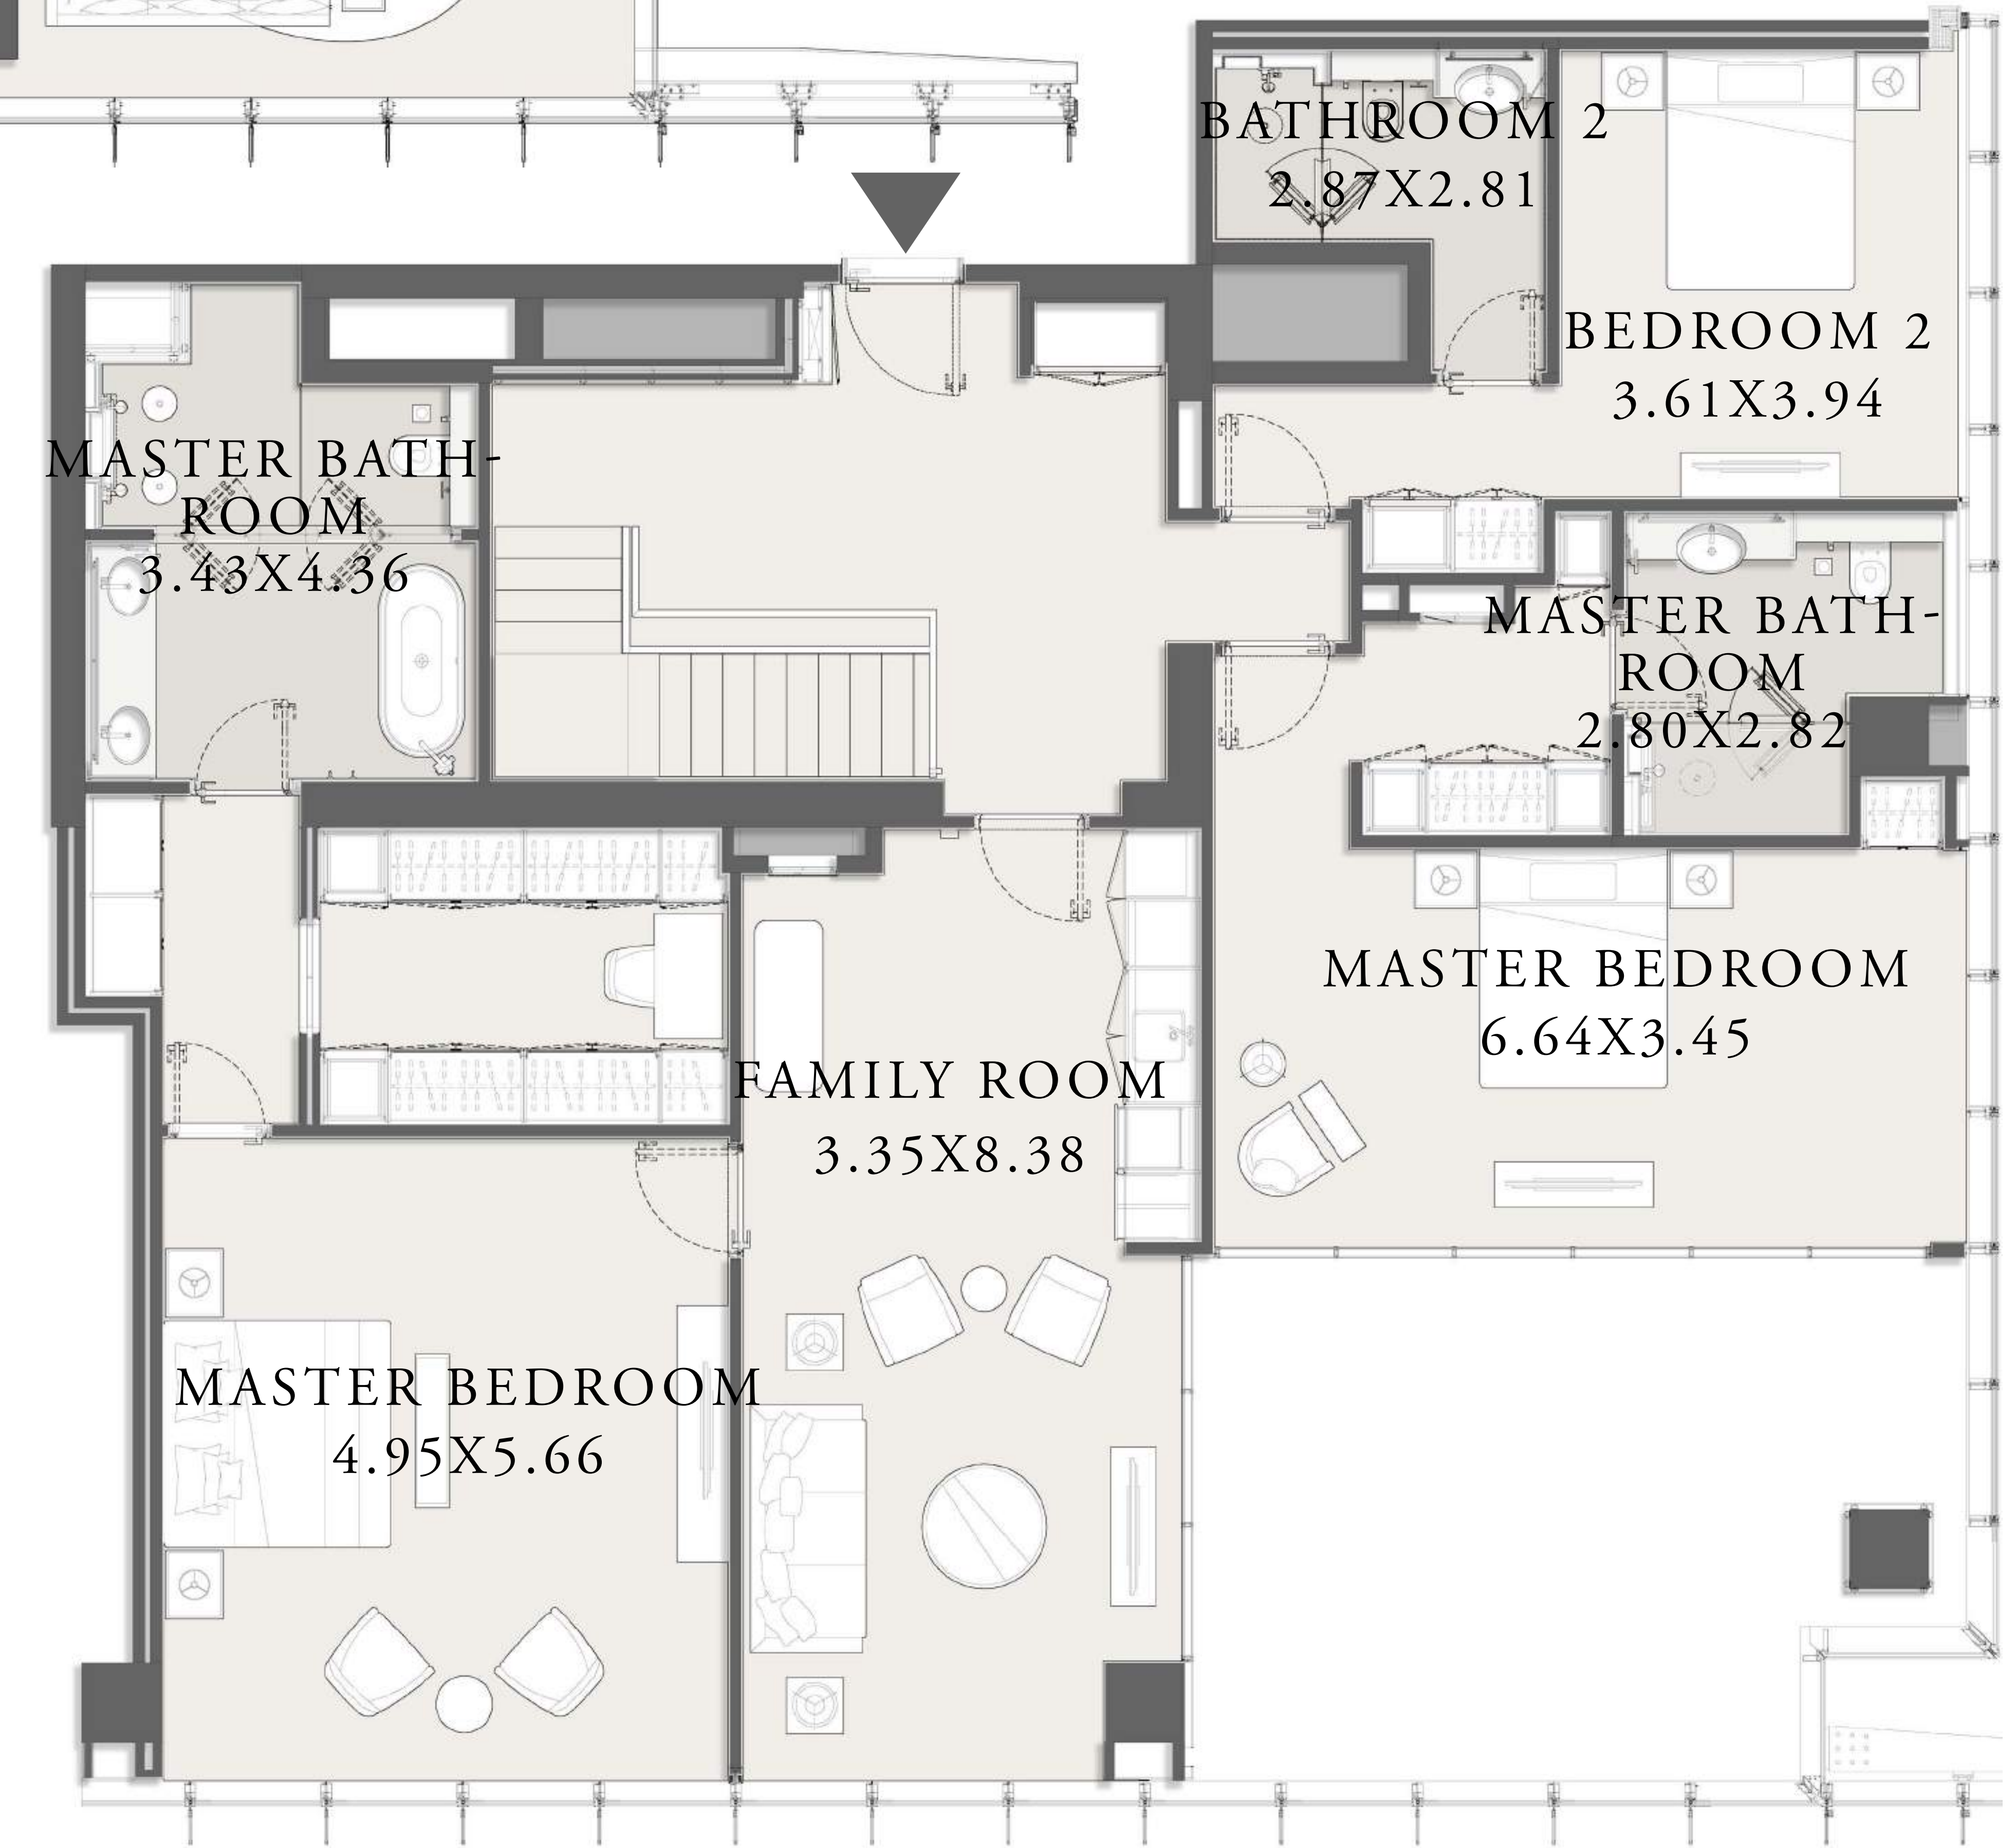 BATHROOM 2
2.87X2.81
BEDROOM 2
3.61X3.94
MASTER BATH-
ROOM
3.43X4.36
MASTER BATH-
ROOM
2.80X2.82
MASTER BEDROOM
6.64X3.45
FAMILY ROOM
3.35X8.38
MASTER BEDROOM
4.95X5.66